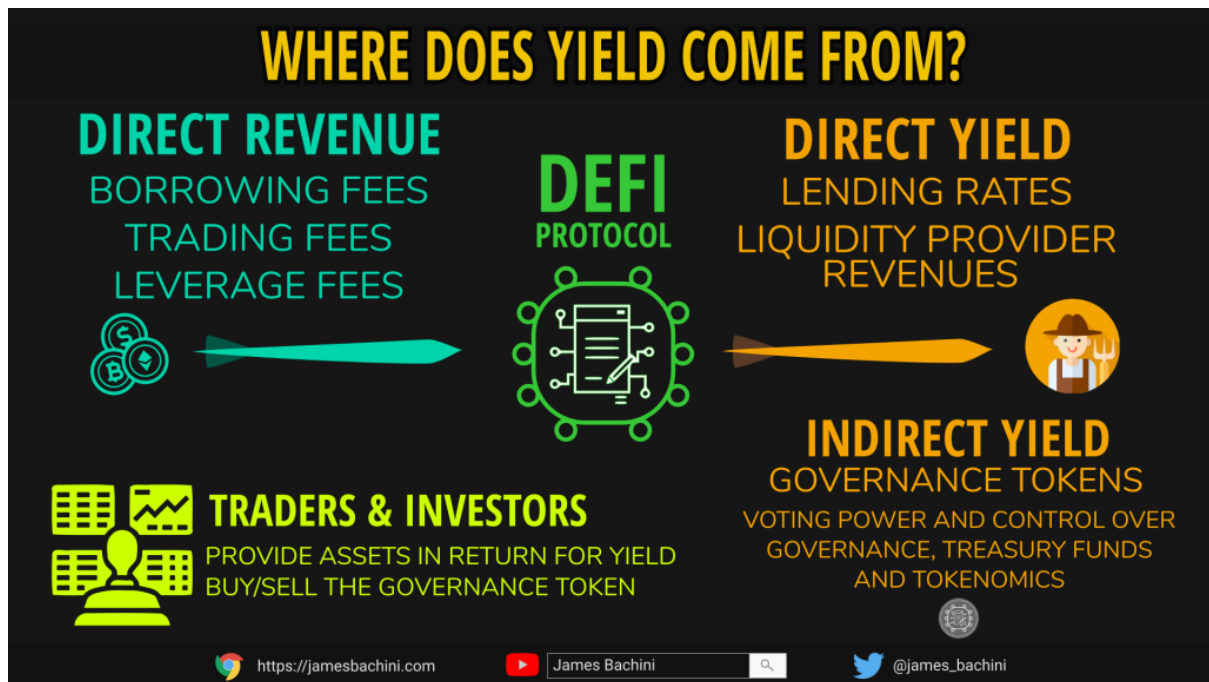 WHERE DOES YIELD COME FROM?
DIRECT REVENUE
BORROWING FEES
TRADING FEES
LEVERAGE FEES
DEFI
PROTOCOL
DIRECT YIELD
LENDING RATES
LIQUIDITY PROVIDER
REVENUES
INDIRECT YIELD
GOVERNANCE TOKENS
VOTING POWER AND CONTROL OVER
GOVERNANCE, TREASURY FUNDS
AND TOKENOMICS
TRADERS & INVESTORS
PROVIDE ASSETS IN RETURN FOR YIELD
BUY/SELL THE GOVERNANCE TOKEN
https://jamesbachini.com
James Bachini
@james_bachini